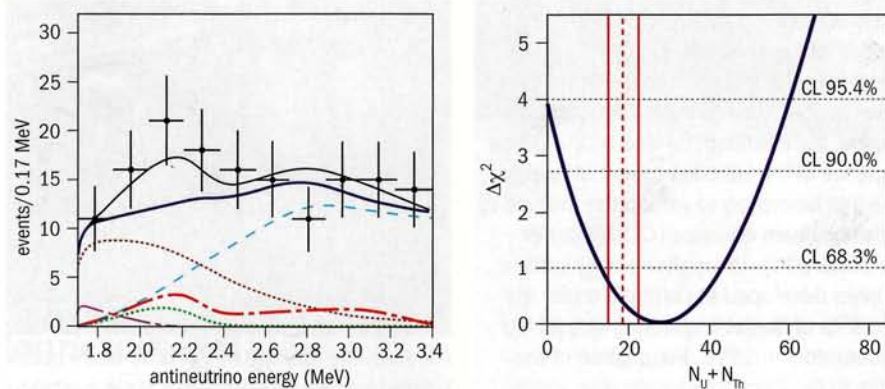 30
25
20
15
10
5
0
events/0.17 MeV
1.8 2.0 2.2 2.4 2.6 2.8 3.0 3.2 3.4
antineutrino energy (MeV)
5
4
3
2
1
0
Δχ²
CL 95.4%
CL 90.0%
CL 68.3%
0 20 40 60 80
N_U + N_Th